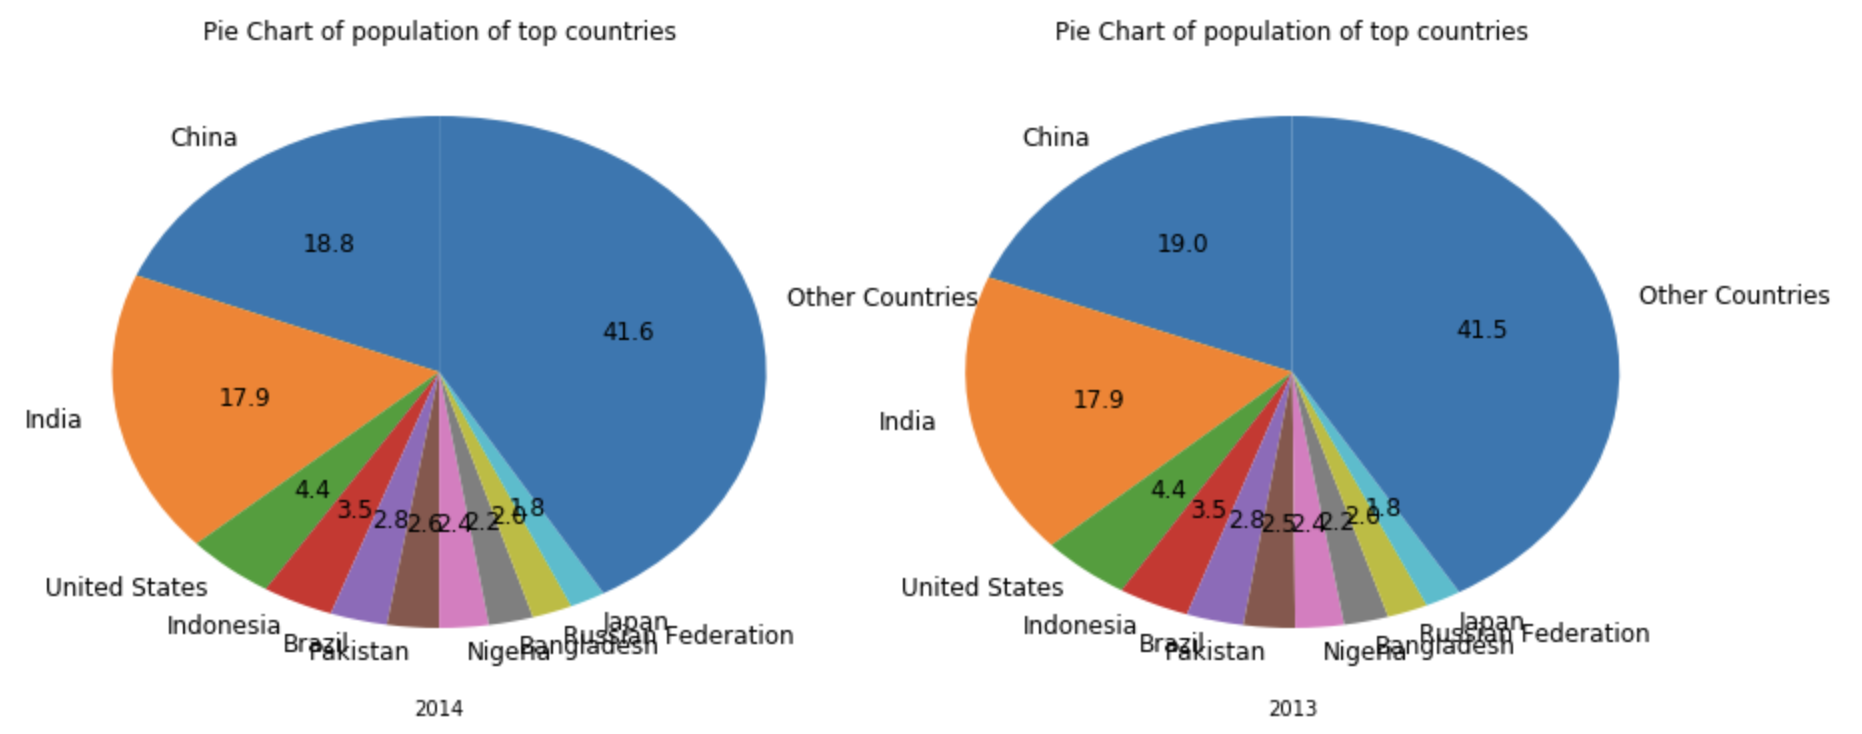 Pie Chart of population of top countries
China
18.8
Other Countries
41.6
17.9
India
4.4
3.5
2.8
2.6
2.4
2.2
2.0
1.8
United States
Indonesia
Brazil
Pakistan
Nigeria
Bangladesh
Russian Federation
Japan
2014
Pie Chart of population of top countries
China
19.0
Other Countries
41.5
17.9
India
4.4
3.5
2.8
2.5
2.4
2.2
2.0
1.8
United States
Indonesia
Brazil
Pakistan
Nigeria
Bangladesh
Russian Federation
Japan
2013